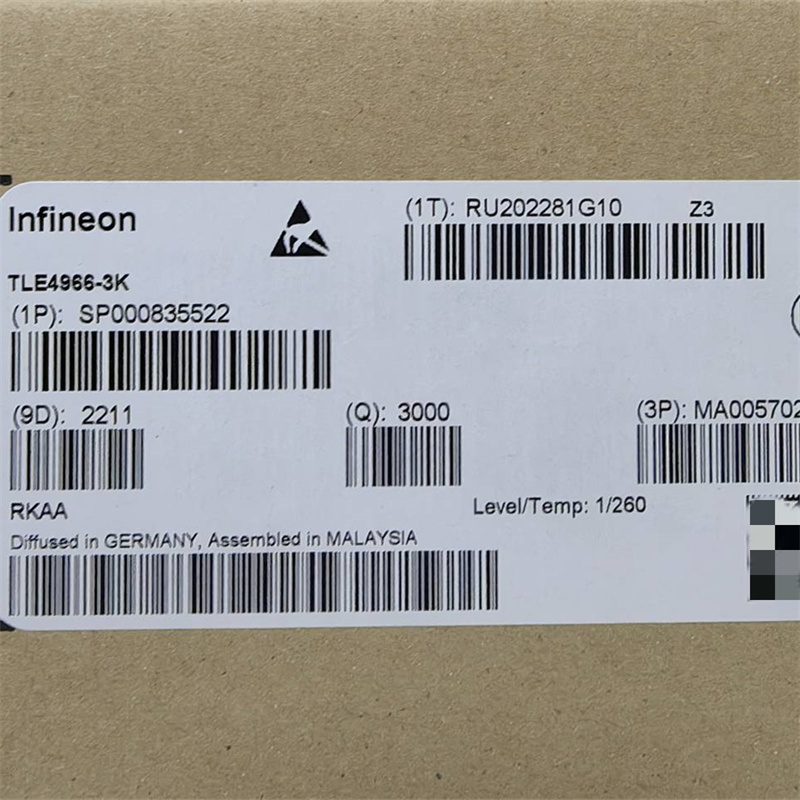 Infineon
(1T): RU202281G10 Z3
TLE4966-3K
(1P): SP000835522
(9D): 2211
(Q): 3000
(3P): MA005702
RKAA
Level/Temp: 1/260
Diffused in GERMANY, Assembled in MALAYSIA